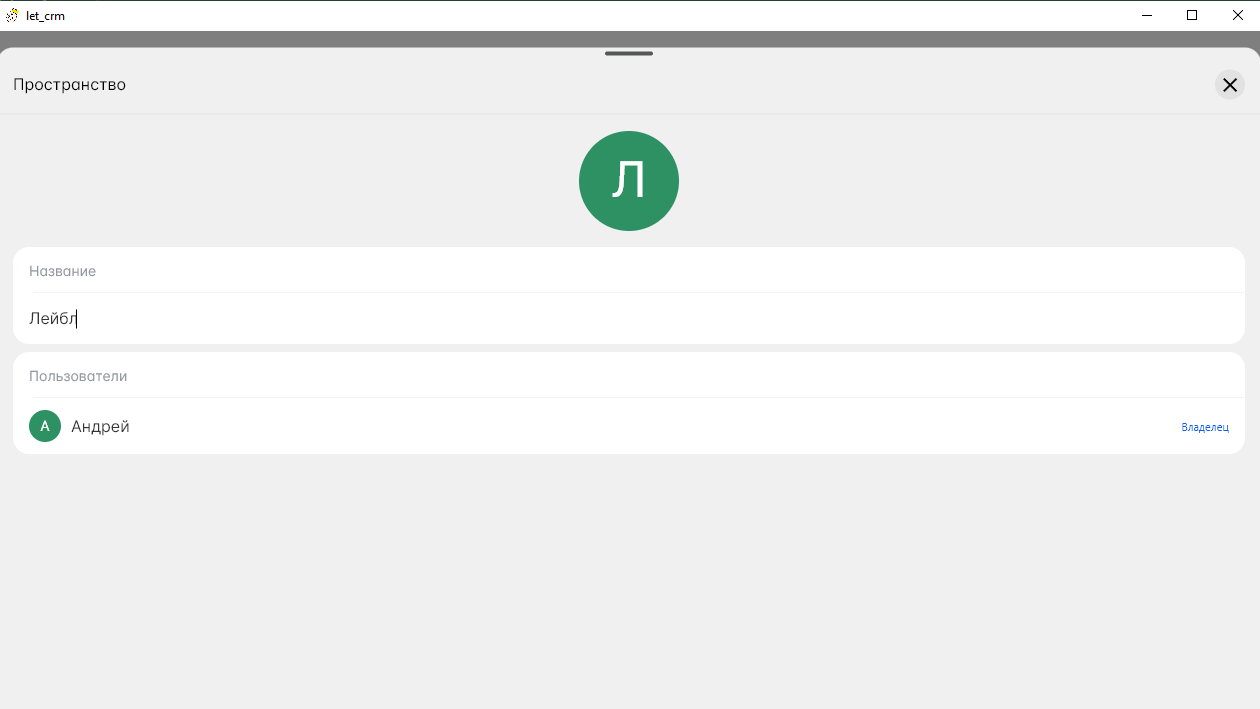 let_crm
Пространство
Л
Название
Лейбл
Пользователи
А Андрей Владелец